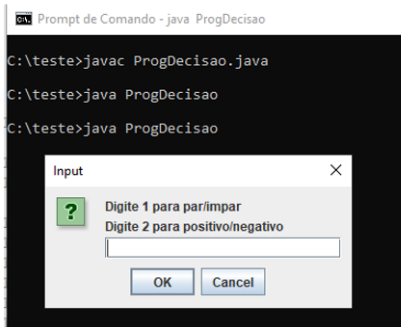 Prompt de Comando - java ProgDecisao
C:\teste>javac ProgDecisao.java
C:\teste>java ProgDecisao
C:\teste>java ProgDecisao
Input
Digite 1 para par/impar
Digite 2 para positivo/negativo
OK Cancel